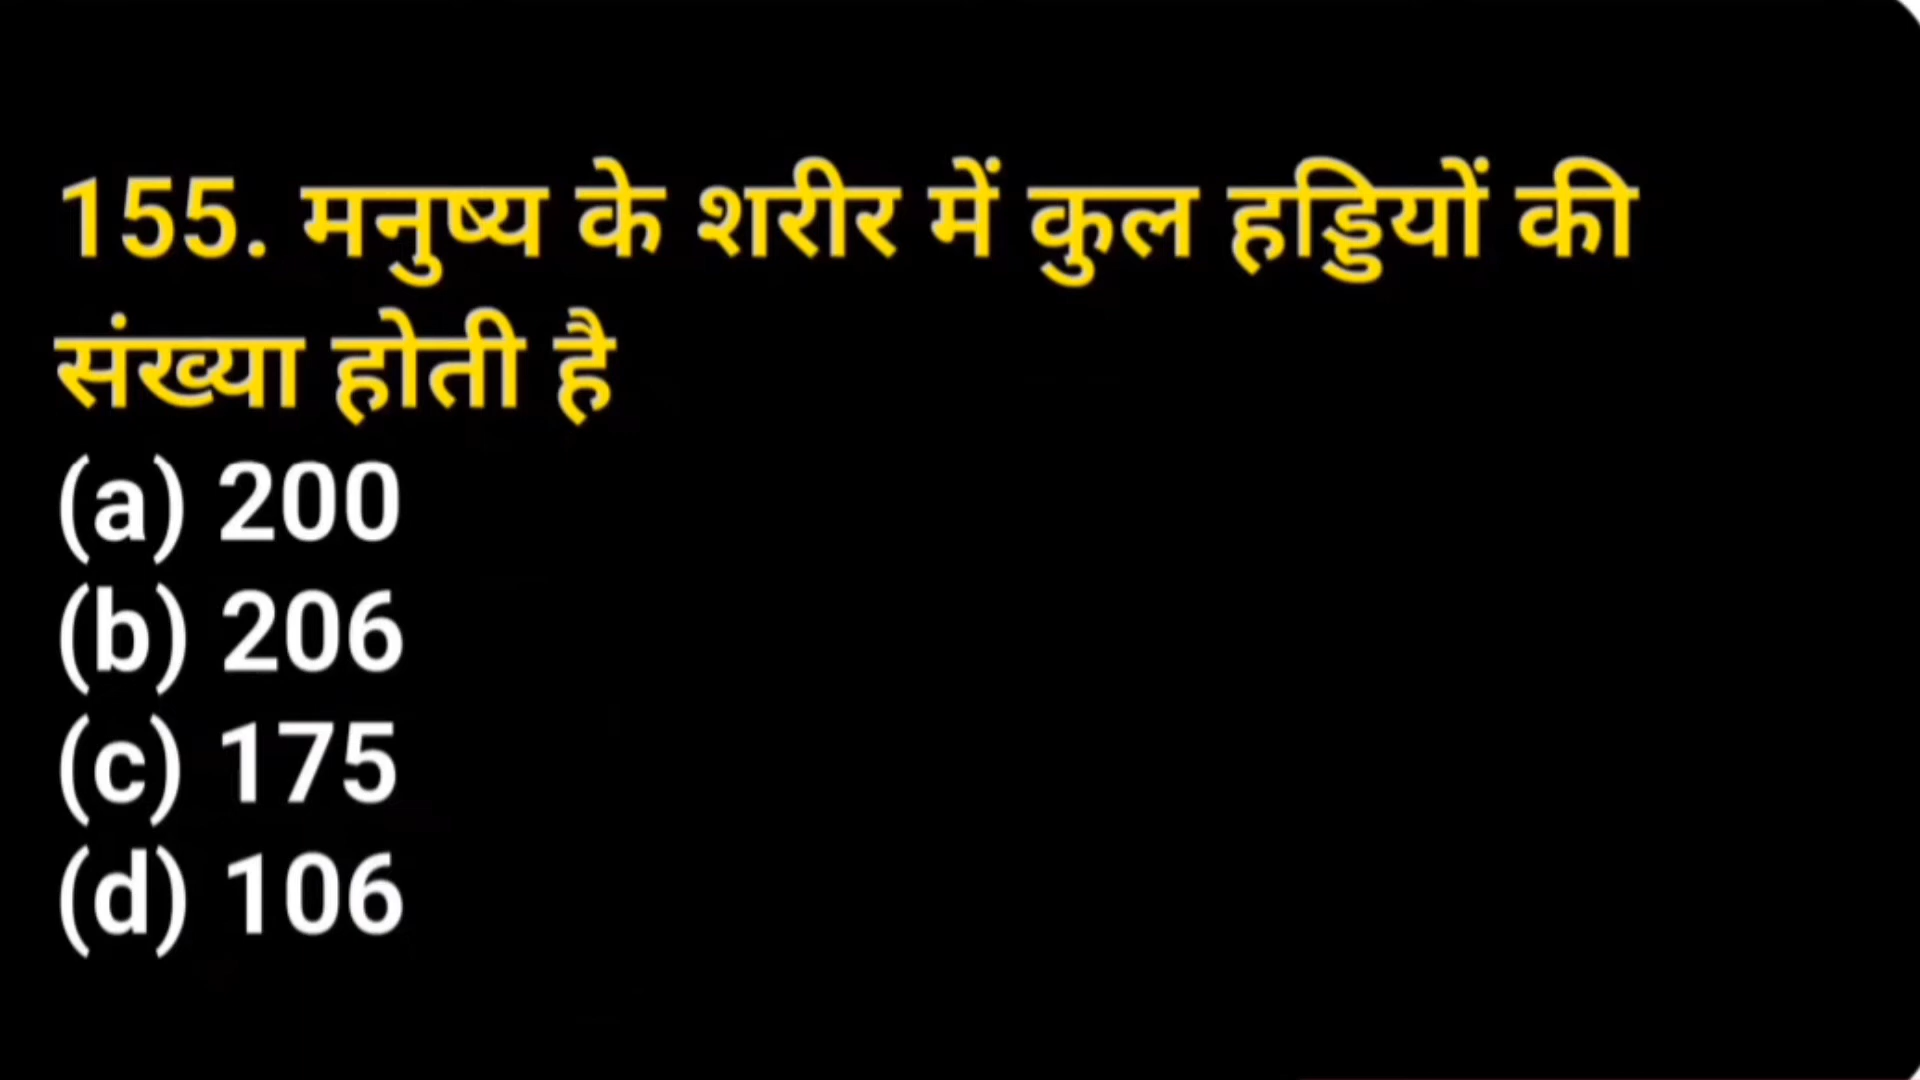 155. मनुष्य के शरीर में कुल हड्डियों की
संख्या होती है
(a) 200
(b) 206
(c) 175
(d) 106